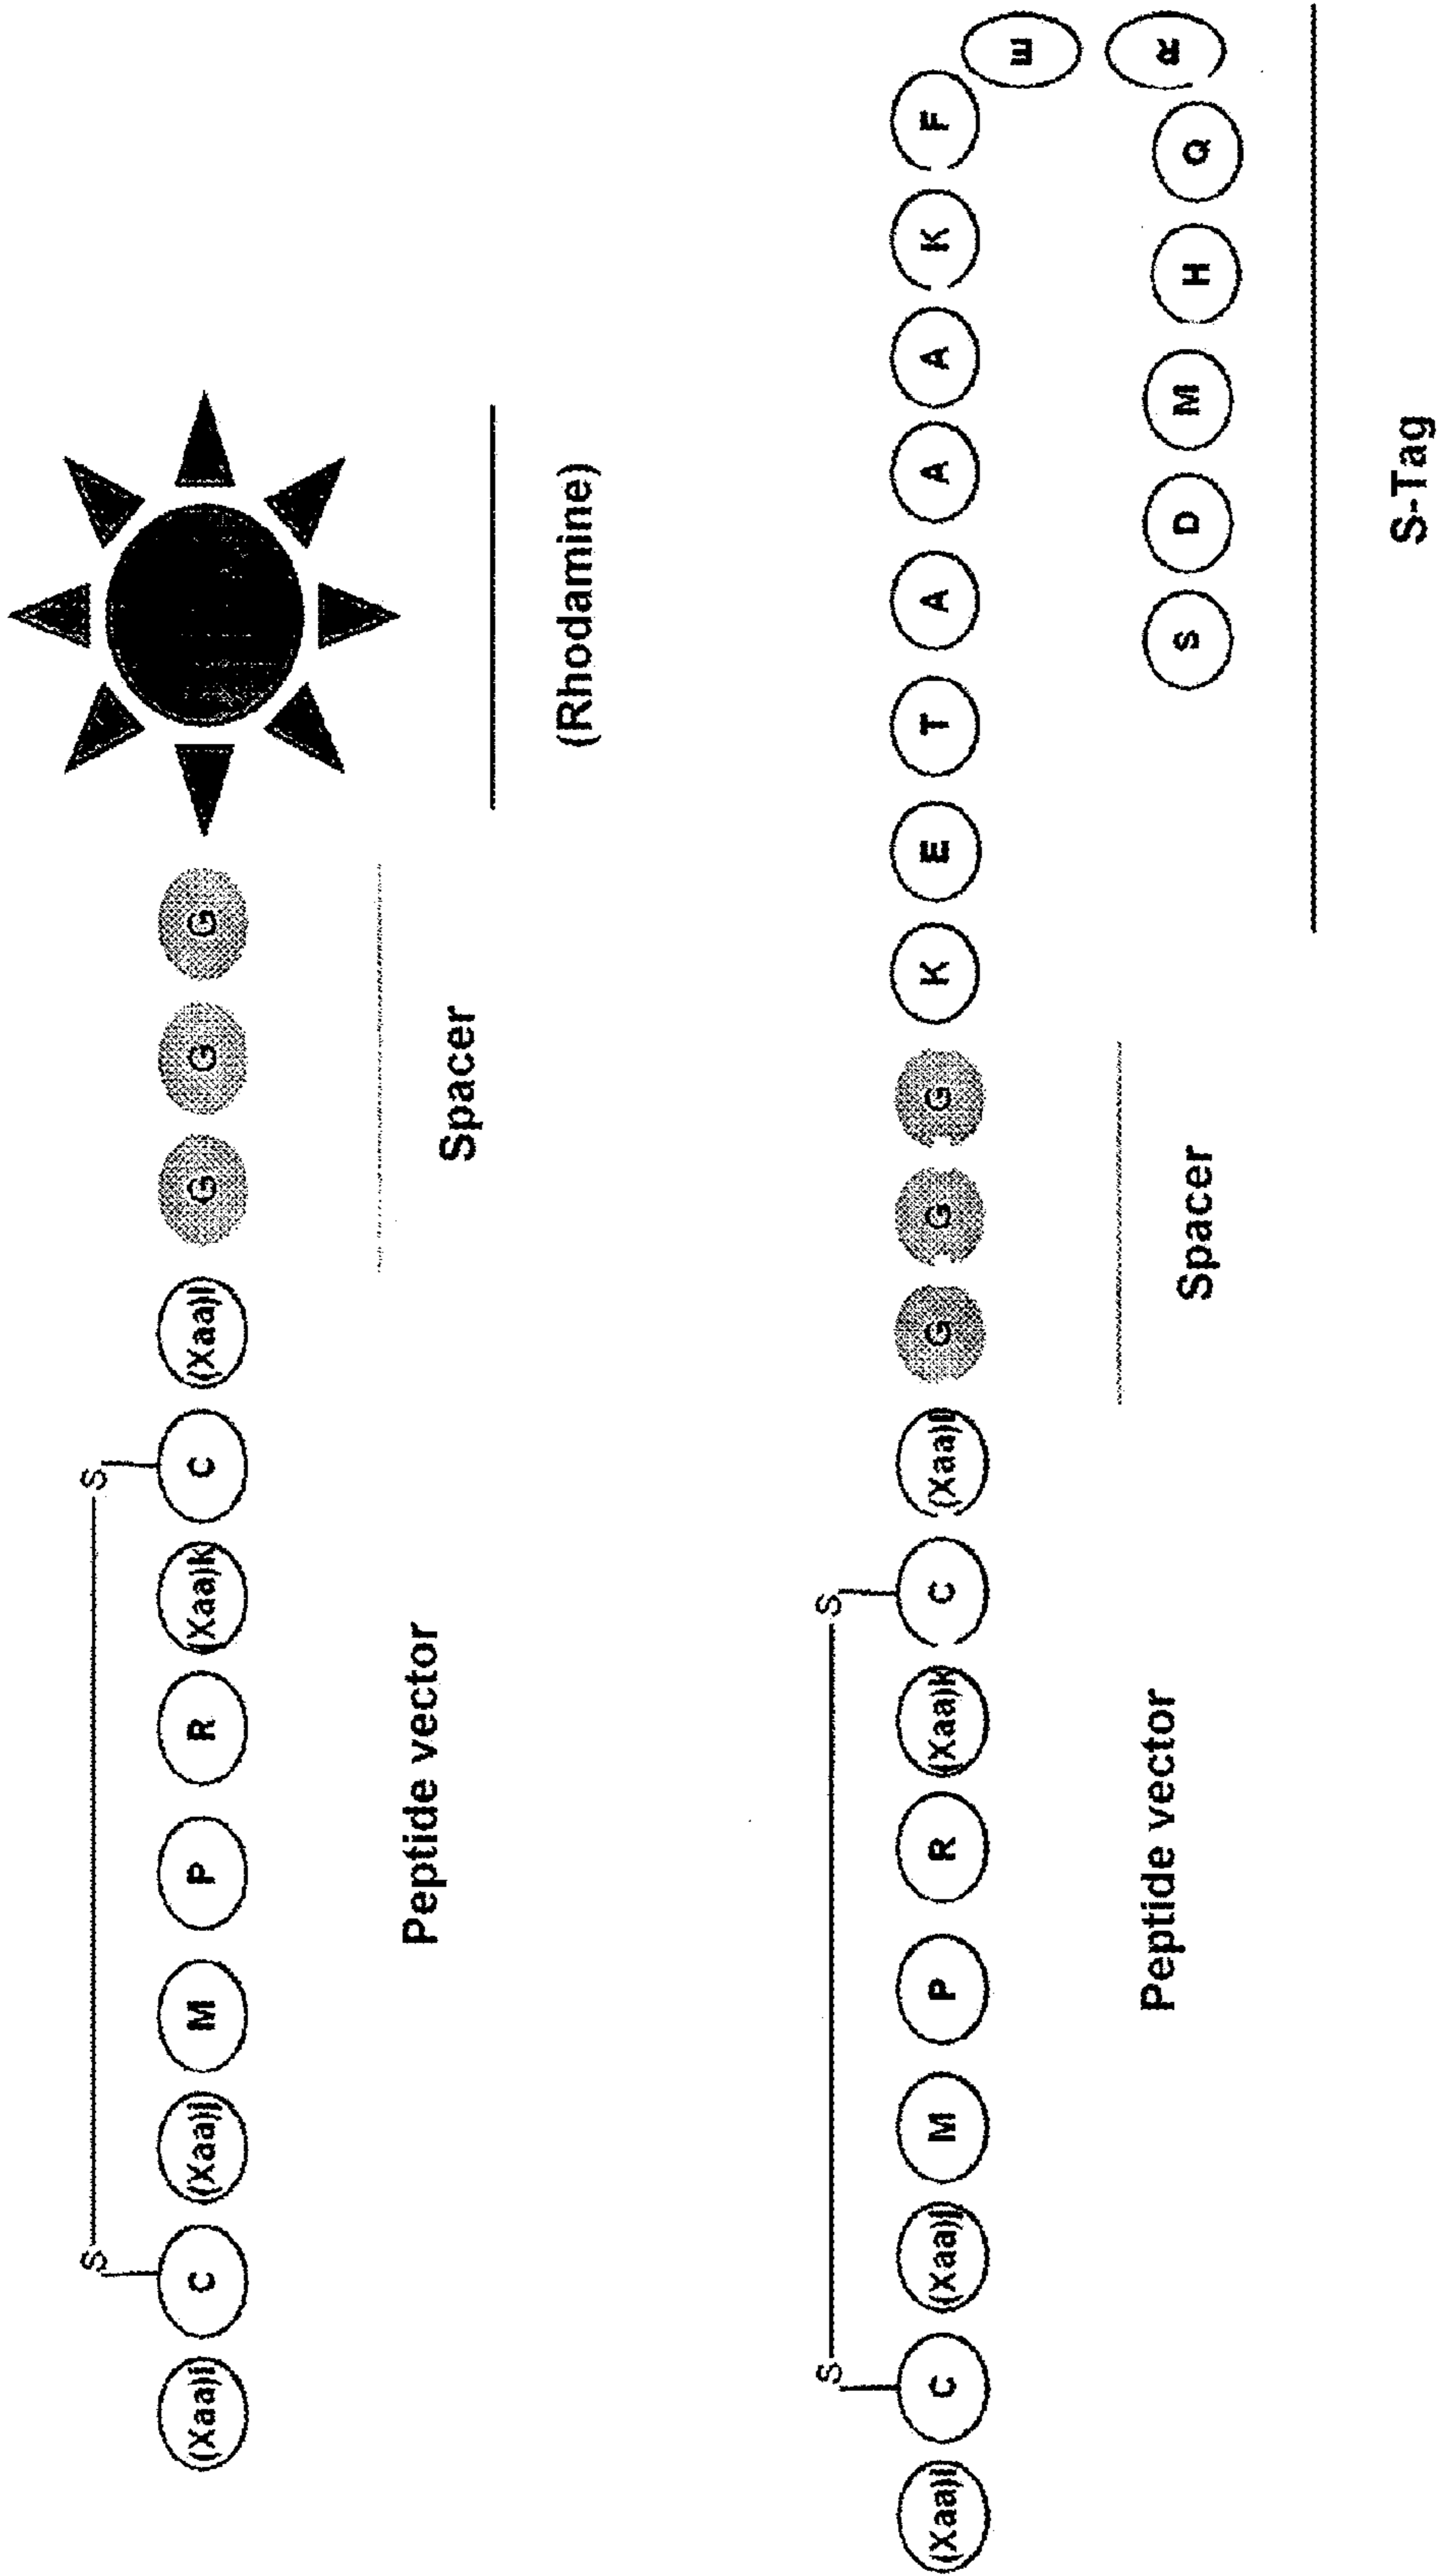 S S
(Xaa)i C (Xaa)j M P R (Xaa)k C (Xaa)l G G G
Peptide vector Spacer (Rhodamine)
S S
(Xaa)i C (Xaa)j M P R (Xaa)k C (Xaa)l G G G K E T A A A K F
E
R
S D M H Q
Peptide vector Spacer
S-Tag